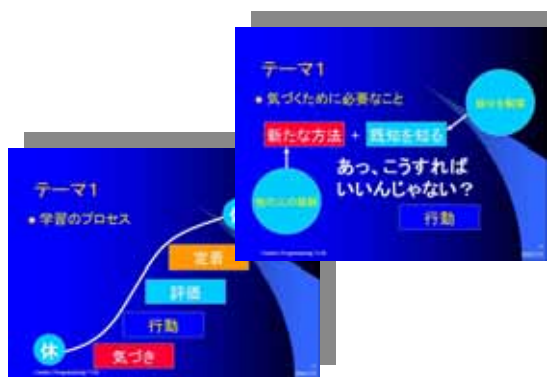 テーマ1
● 気づくために必要なこと
新たな方法 + 既知を知る
あっ、こうすれば
いいんじゃない？
行動
テーマ1
● 学習のプロセス
休
定着
評価
行動
気づき
休